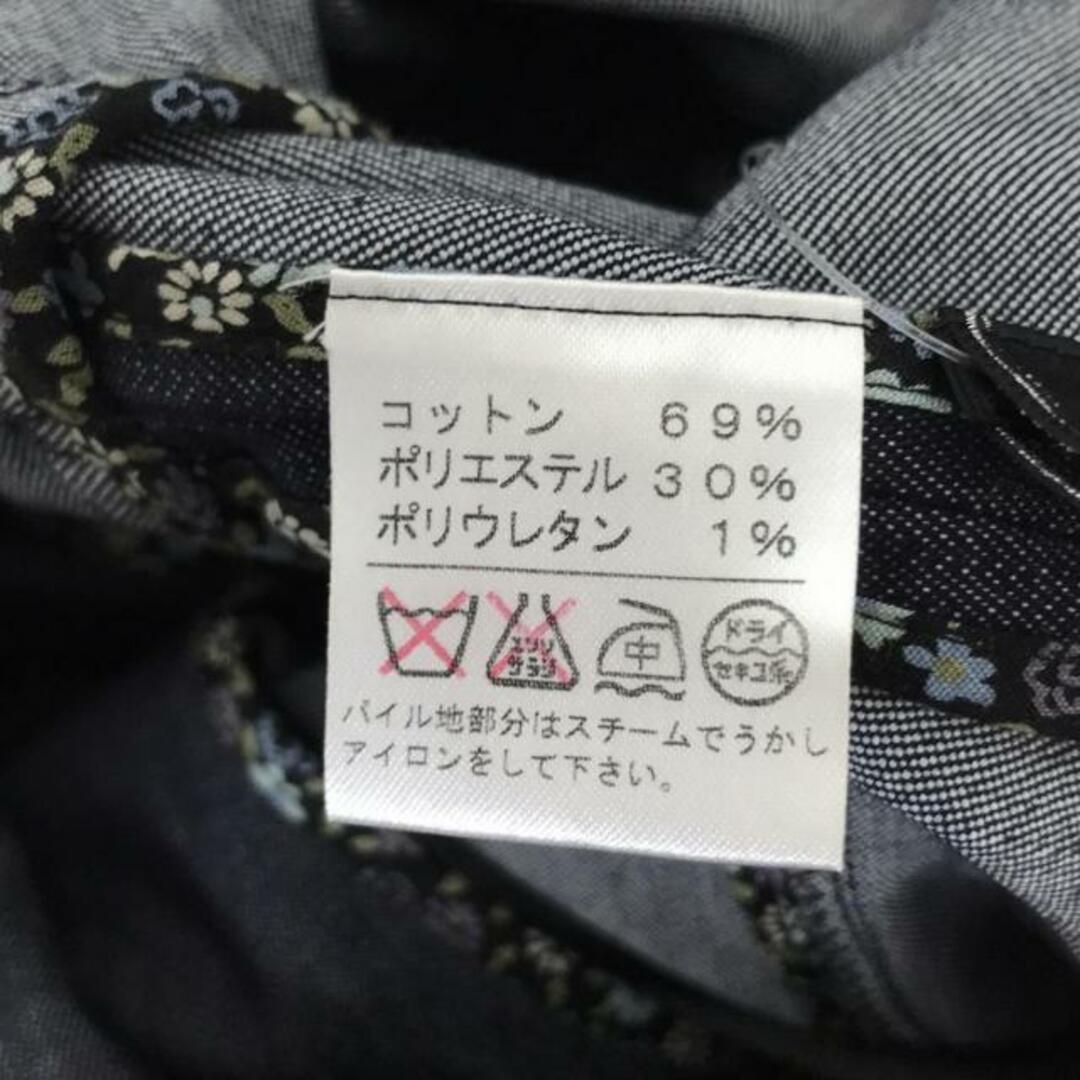 コットン 69%
ポリエステル 30%
ポリウレタン 1%
エンソ
サラシ
中
ドライ
セキユ系
パイル地部分はスチームでうかし
アイロンをして下さい。